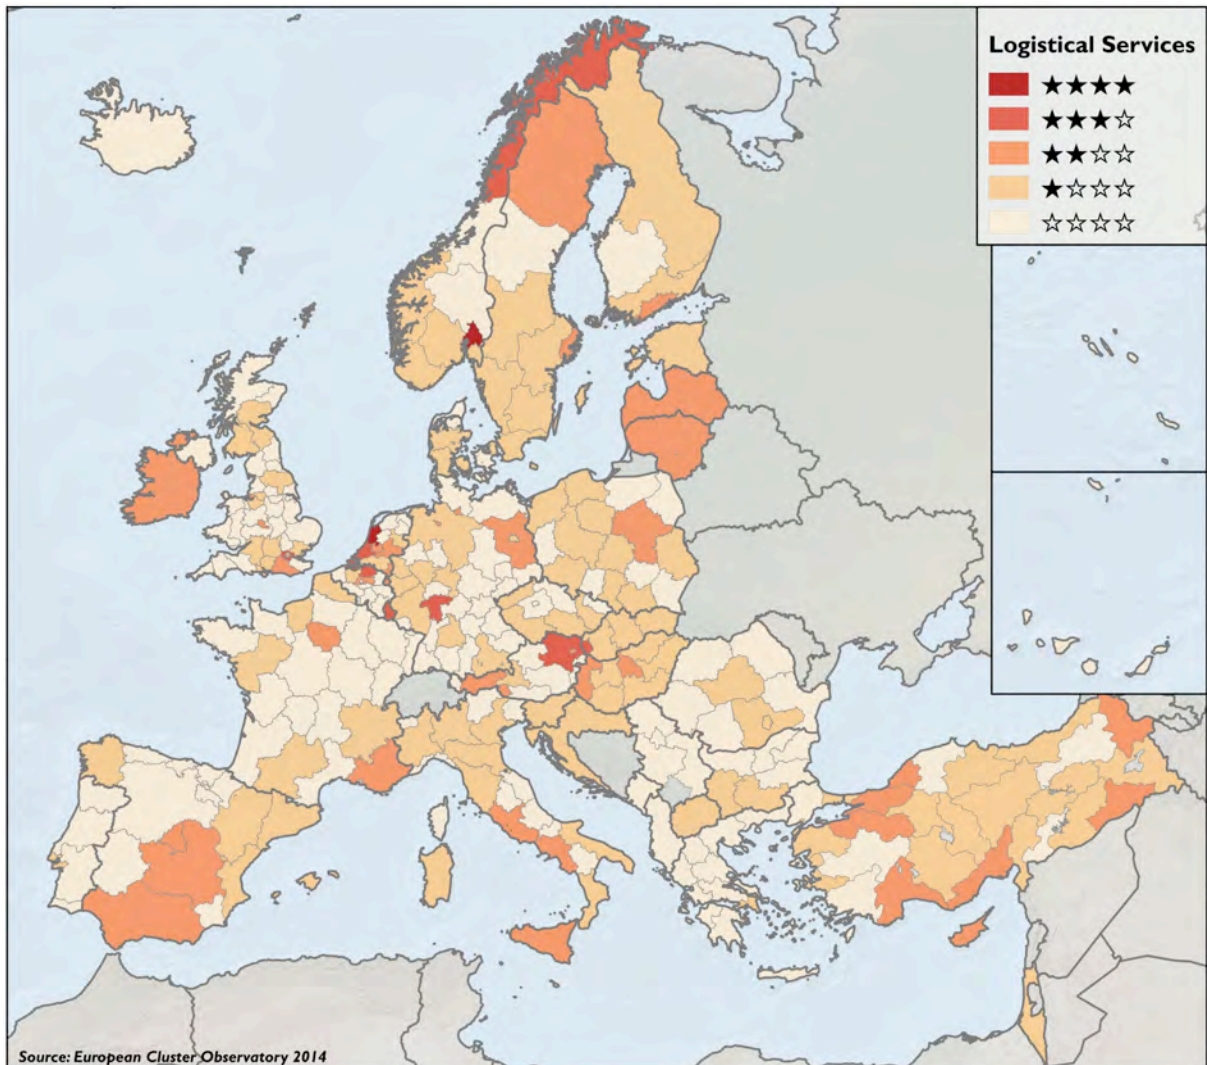 Logistical Services
★★★★
★★★☆
★★☆☆
★☆☆☆
☆☆☆☆
Source: European Cluster Observatory 2014